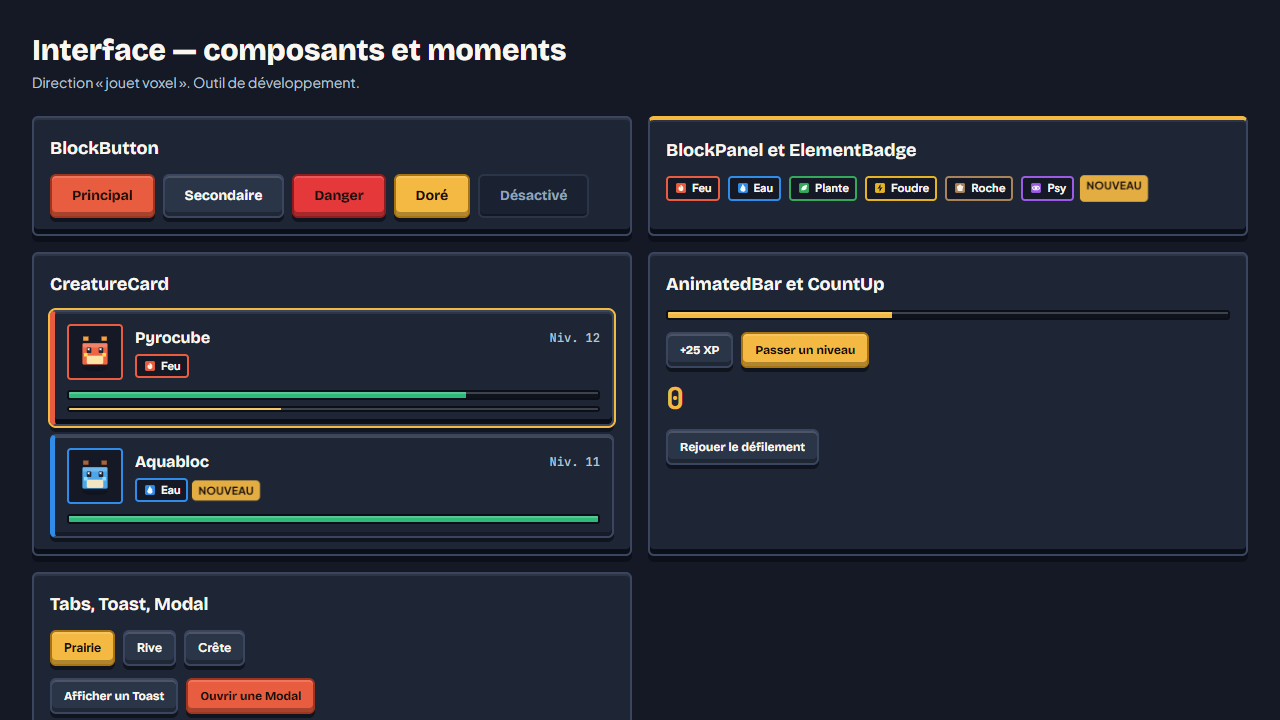 Interface — composants et moments
Direction « jouet voxel ». Outil de développement.
BlockButton
Principal Secondaire Danger Doré Désactivé
BlockPanel et ElementBadge
Feu Eau Plante Foudre Roche Psy NOUVEAU
CreatureCard
Pyrocube Niv. 12
Feu
Aquabloc Niv. 11
Eau NOUVEAU
AnimatedBar et CountUp
+25 XP Passer un niveau
0
Rejouer le défilement
Tabs, Toast, Modal
Prairie Rive Crête
Afficher un Toast Ouvrir une Modal